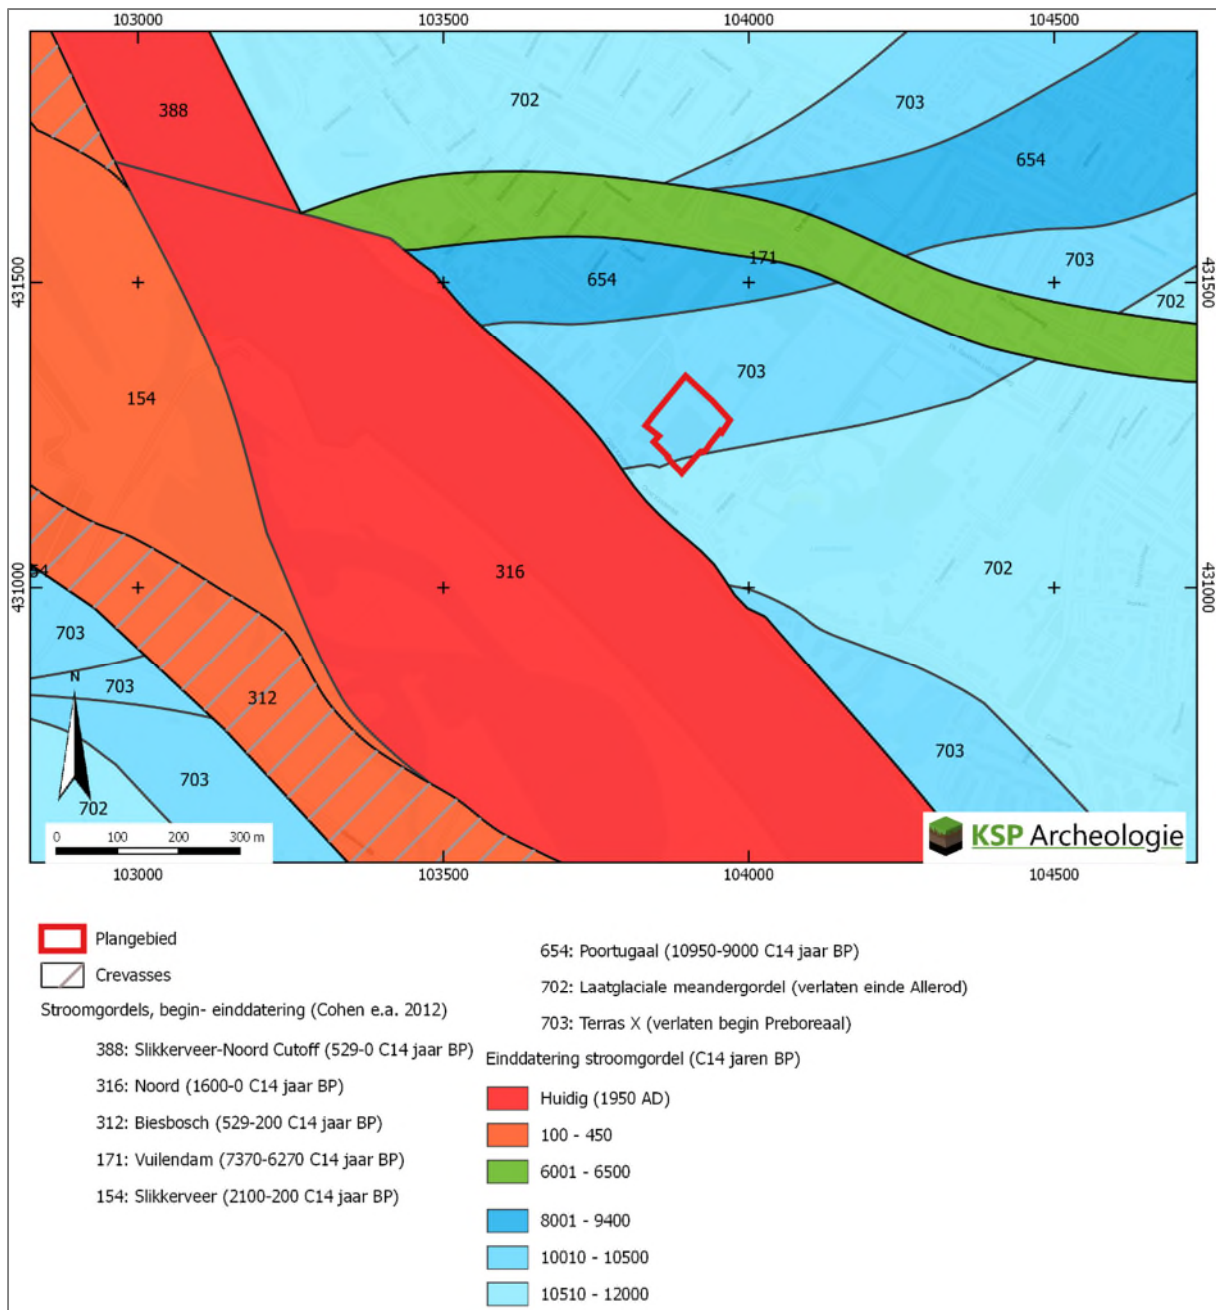 103000 103500 104000 104500
388
702
703
654
171
703
431500 654 702 431500
703
154
316
702
431000 54 431000
703
703
312
N
703
703
702
0 100 200 300 m
KSP Archeologie
103000 103500 104000 104500
Plangebied
Crevasses
Stroomgordels, begin- einddatering (Cohen e.a. 2012)
388: Slikkerveer-Noord Cutoff (529-0 C14 jaar BP)
316: Noord (1600-0 C14 jaar BP)
312: Biesbosch (529-200 C14 jaar BP)
171: Vuilendam (7370-6270 C14 jaar BP)
154: Slikkerveer (2100-200 C14 jaar BP)
654: Poortugaal (10950-9000 C14 jaar BP)
702: Laatglaciale meandergordel (verlaten einde Allerod)
703: Terras X (verlaten begin Preboreaal)
Einddatering stroomgordel (C14 jaren BP)
Huidig (1950 AD)
100 - 450
6001 - 6500
8001 - 9400
10010 - 10500
10510 - 12000